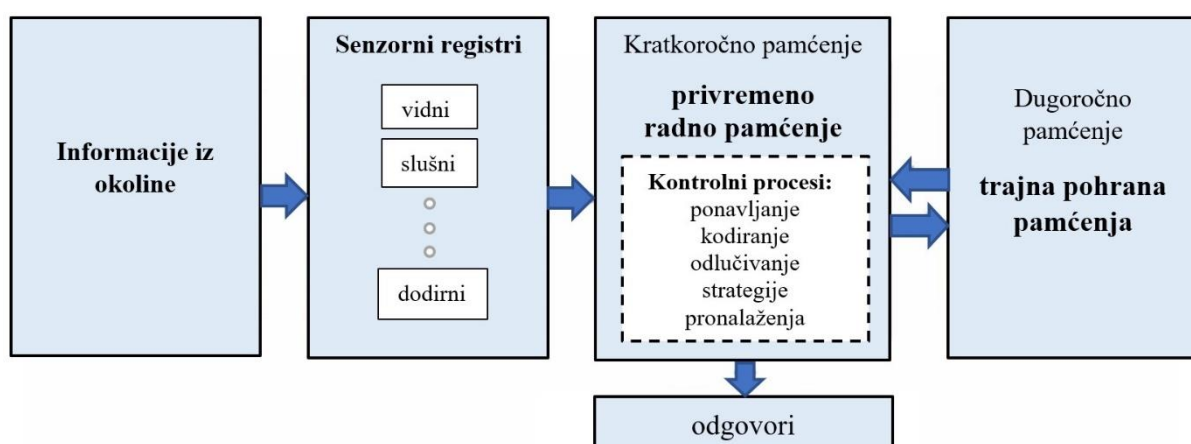 Informacije iz
okoline
Senzorni registri
vidni
slušni
dodirni
Kratkoročno pamćenje
privremeno
radno pamćenje
Kontrolni procesi:
ponavljanje
kodiranje
odlučivanje
strategije
pronalaženja
Dugoročno
pamćenje
trajna pohrana
pamćenja
odgovori